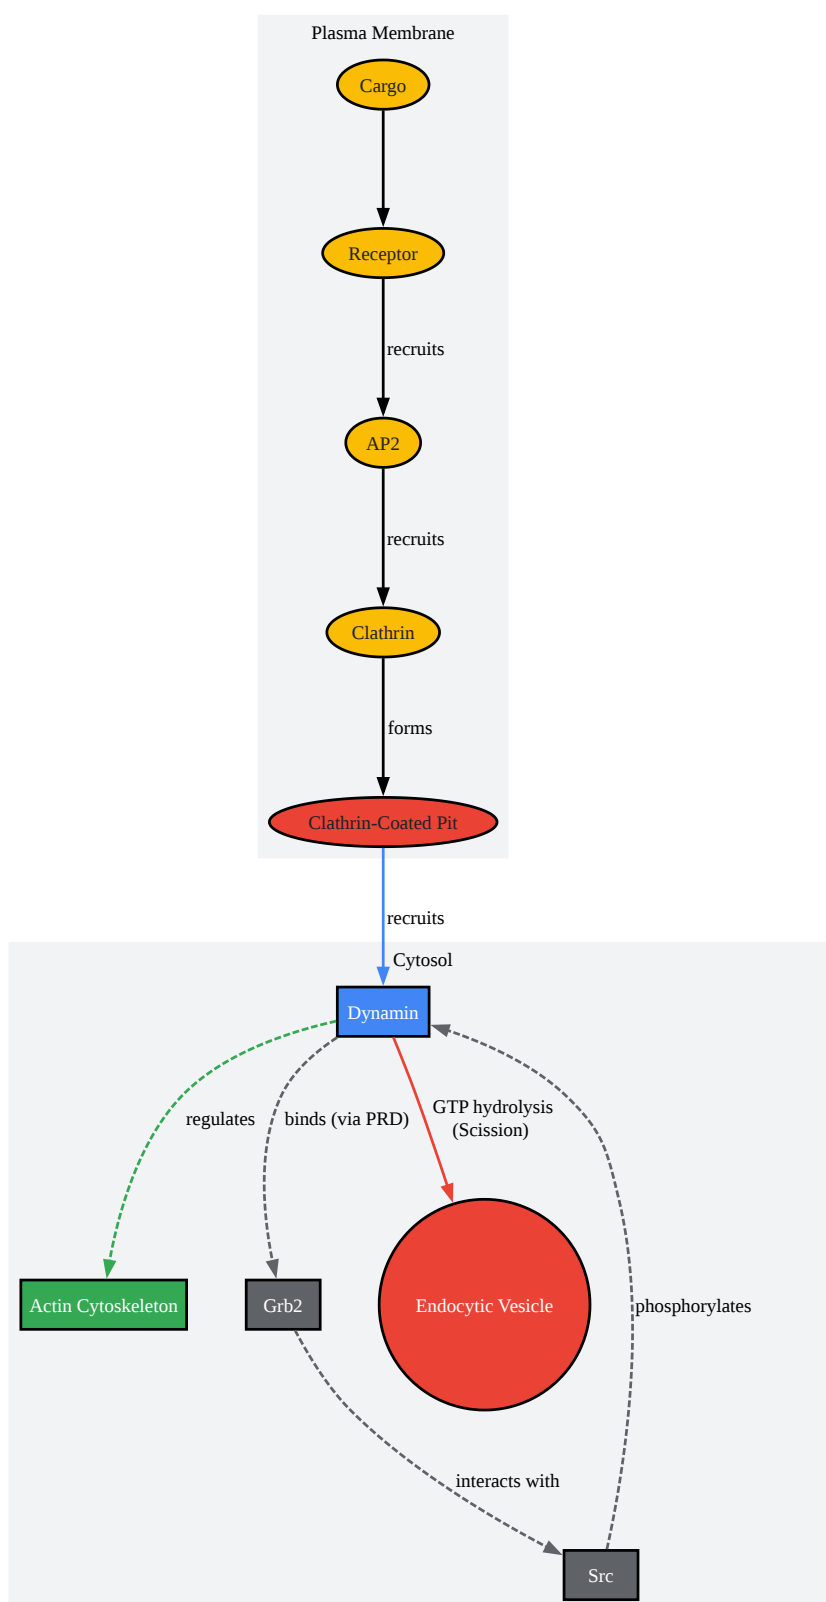 Plasma Membrane
Cargo
Receptor
recruits
AP2
recruits
Clathrin
forms
Clathrin-Coated Pit
recruits
Cytosol
Dynamin
regulates
binds (via PRD)
GTP hydrolysis
(Scission)
Actin Cytoskeleton
Grb2
Endocytic Vesicle
phosphorylates
interacts with
Src